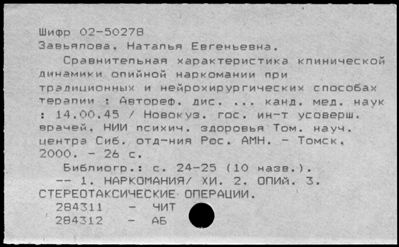 Шифр 02-50278
Завьялова, Наталья Евгеньевна.
Сравнительная характеристика клинической
динамики опийной наркомании при
традиционных и нейрохирургических способах
терапии : Автореф. дис. ... канд. мед. наук
: 14.00.45 / Новокуз. гос. ин-т усоверш.
врачей, НИИ психич. здоровья Том. науч.
центра Сиб. отд-ния Рос. АМН. - Томск,
2000. - 26 с.
Библиогр.: с. 24-25 (10 назв.).
-- 1. НАРКОМАНИЯ/ ХИ. 2. ОПИЙ. 3.
СТЕРЕОТАКСИЧЕСКИЕ ОПЕРАЦИИ.
284311 - ЧИТ
284312 - АБ